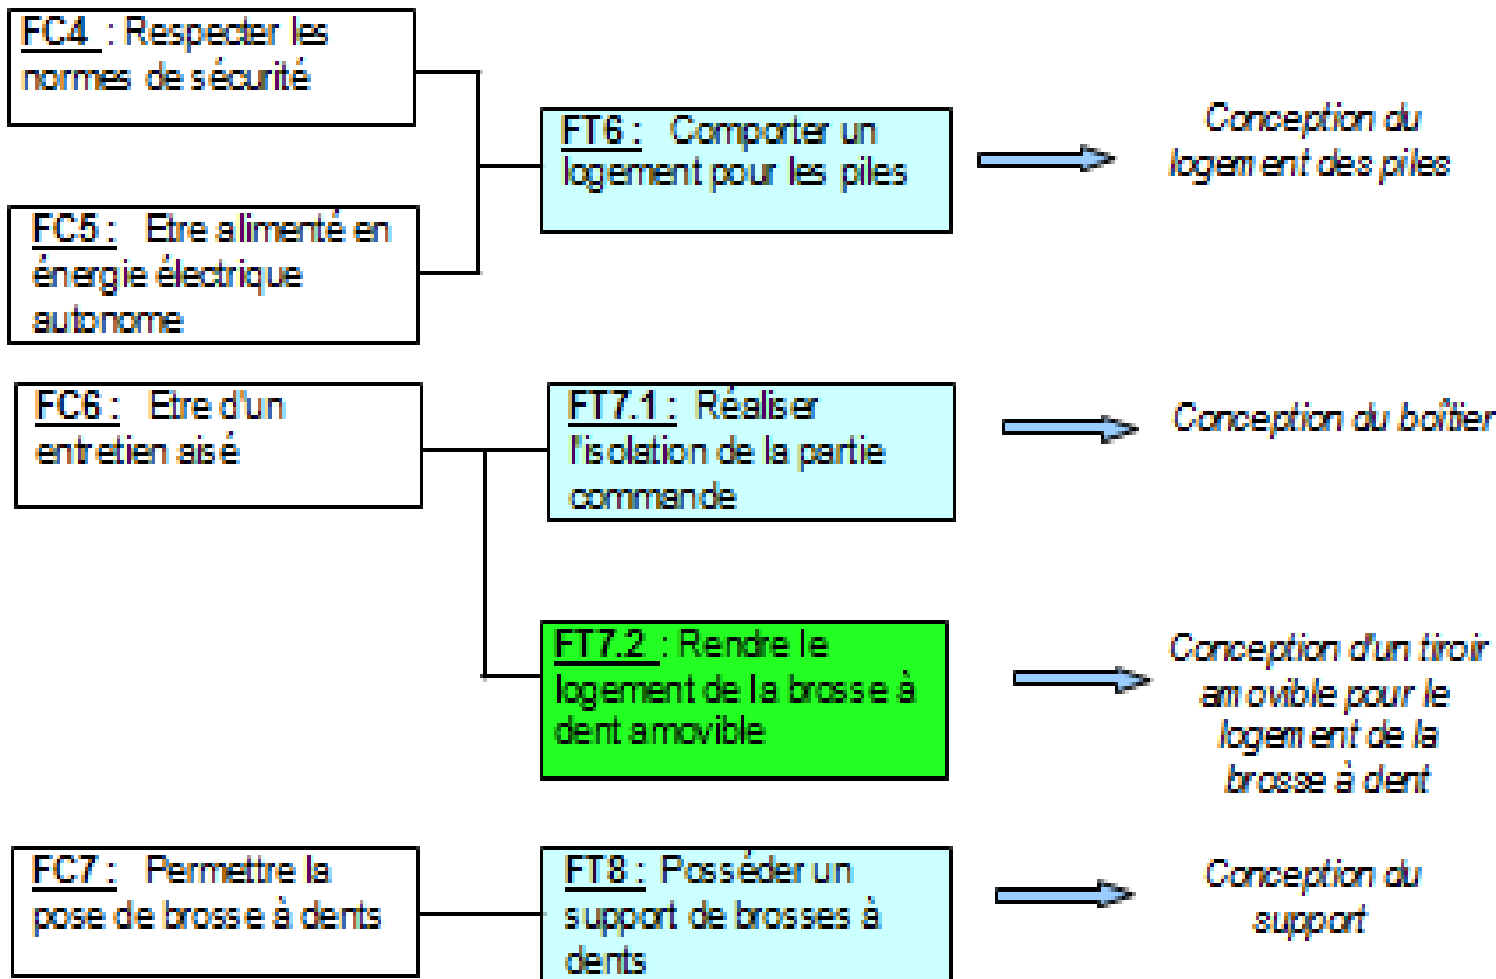 FC4 : Respecter les
normes de sécurité
FC5 : Etre alimenté en
énergie électrique
autonome
FT6 : Comporter un
logement pour les piles
Conception du
logement des piles
FC6 : Etre d'un
entretien aisé
FT7.1 : Réaliser
l'isolation de la partie
commande
Conception du boîtier
FT7.2 : Rendre le
logement de la brosse à
dent amovible
Conception d'un tiroir
amovible pour le
logement de la
brosse à dent
FC7 : Permettre la
pose de brosse à dents
FT8 : Posséder un
support de brosses à
dents
Conception du
support